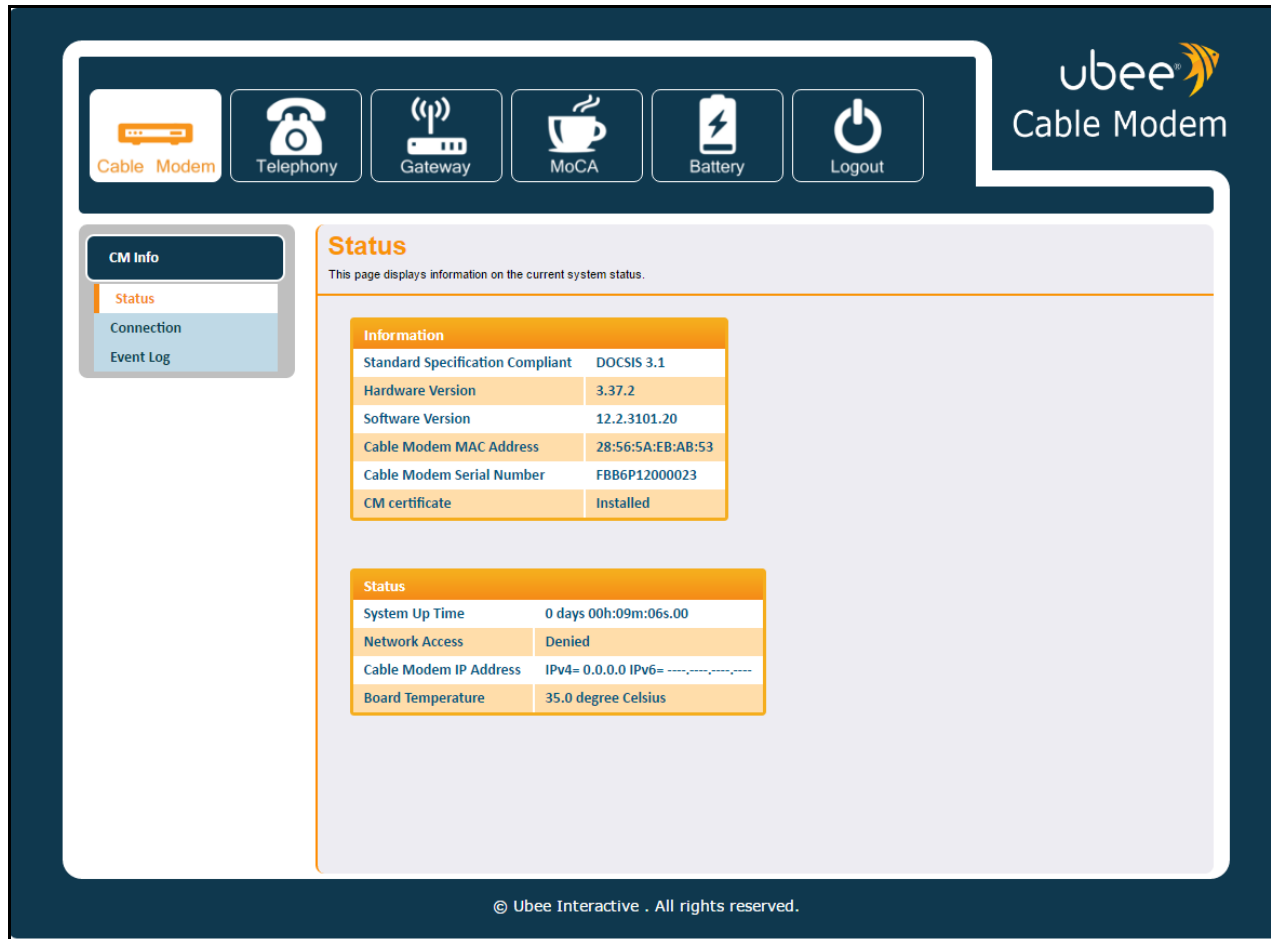 ubee®
Cable Modem
Cable Modem
Telephony
Gateway
MoCA
Battery
Logout
CM Info
Status
Connection
Event Log
Status
This page displays information on the current system status.
Information
Standard Specification Compliant DOCSIS 3.1
Hardware Version 3.37.2
Software Version 12.2.3101.20
Cable Modem MAC Address 28:56:5A:EB:AB:53
Cable Modem Serial Number FBB6P12000023
CM certificate Installed
Status
System Up Time 0 days 00h:09m:06s.00
Network Access Denied
Cable Modem IP Address IPv4= 0.0.0.0 IPv6= ----.----.----.----
Board Temperature 35.0 degree Celsius
© Ubee Interactive . All rights reserved.